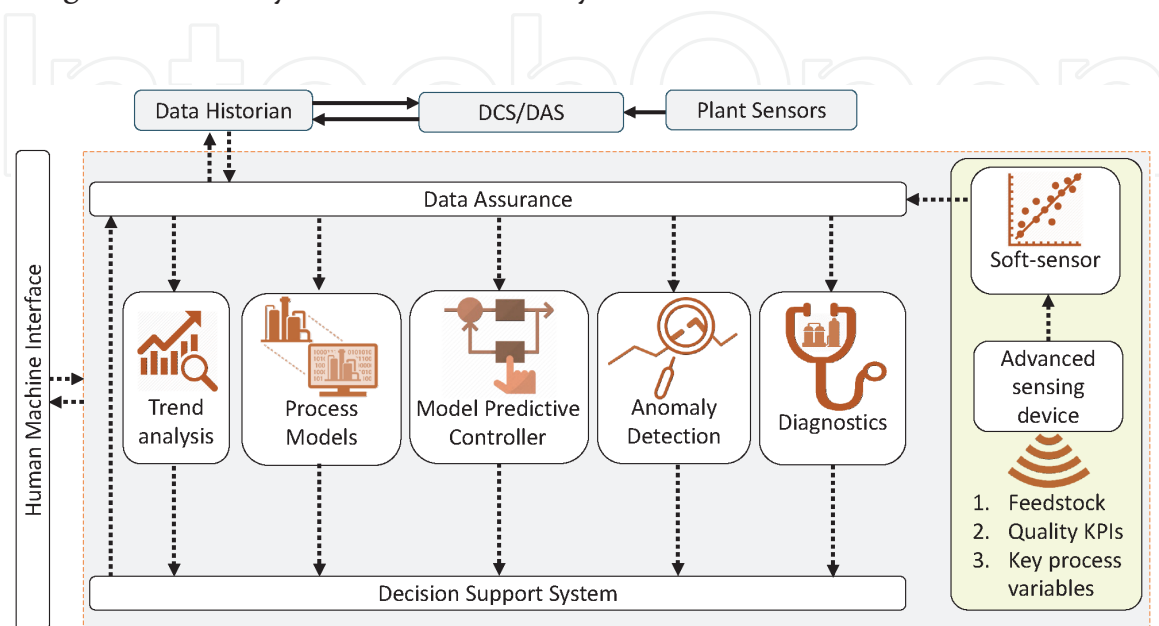 Data Historian
DCS/DAS
Plant Sensors
Human Machine Interface
Data Assurance
Soft-sensor
Trend
analysis
Process
Models
Model Predictive
Controller
Anomaly
Detection
Diagnostics
Advanced
sensing
device
1. Feedstock
2. Quality KPIs
3. Key process
variables
Decision Support System